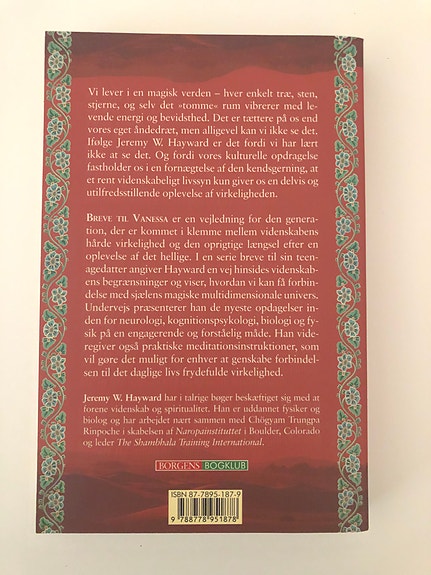 Vi lever i en magisk verden – hver enkelt træ, sten,
stjerne, og selv det »tomme« rum vibrerer med le-
vende energi og bevidsthed. Det er tættere på os end
vores eget åndedræt, men alligevel kan vi ikke se det.
Ifølge Jeremy W. Hayward er det fordi vi har lært
ikke at se det. Og fordi vores kulturelle opdragelse
fastholder os i en fornægtelse af den kendsgerning, at
et rent videnskabeligt livssyn kun giver os en delvis og
utilfredsstillende oplevelse af virkeligheden.
BREVE TIL VANESSA er en vejledning for den genera-
tion, der er kommet i klemme mellem videnskabens
hårde virkelighed og den oprigtige længsel efter en
oplevelse af det hellige. I en serie breve til sin teen-
agedatter angiver Hayward en vej hinsides videnskab-
ens begrænsninger og viser, hvordan vi kan få forbin-
delse med sjælens magiske multidimensionale univers.
Undervejs præsenterer han de nyeste opdagelser in-
den for neurologi, kognitionspsykologi, biologi og fy-
sik på en engagerende og forståelig måde. Han vide-
regiver også praktiske meditationsinstruktioner, som
vil gøre det muligt for enhver at genskabe forbindel-
sen til det daglige livs frydefulde virkelighed.
Jeremy W. Hayward har i talrige bøger beskæftiget sig med at
forene videnskab og spiritualitet. Han er uddannet fysiker og
biolog og har arbejdet nært sammen med Chögyam Trungpa
Rinpoche i skabelsen af Naropainstituttet i Boulder, Colorado
og leder The Shambhala Training International.
BORGENS BOGKLUB
ISBN 87-7895-187-9
9 788778 951878